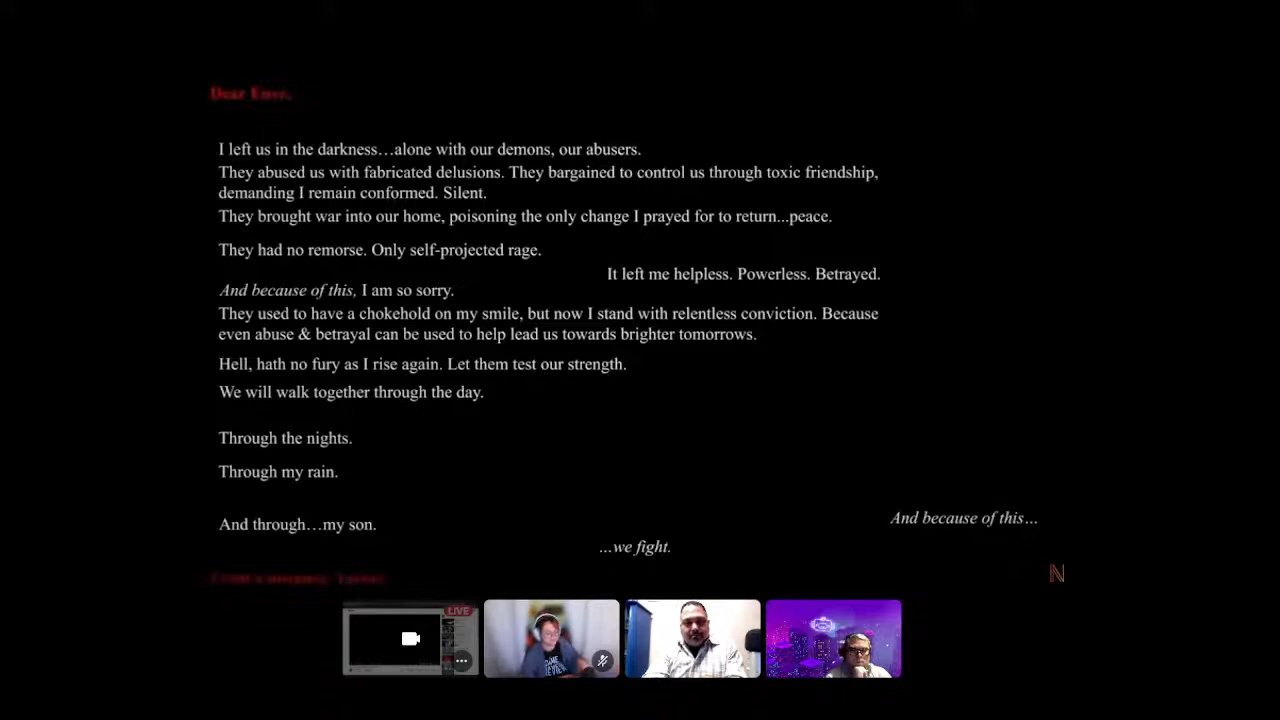 Dear
I left us in the darkness…alone with our demons, our abusers.
They abused us with fabricated delusions. They bargained to control us through toxic friendship,
demanding I remain conformed. Silent.
They brought war into our home, poisoning the only change I prayed for to return...peace.
They had no remorse. Only self-projected rage.
It left me helpless. Powerless. Betrayed.
And because of this, I am so sorry.
They used to have a chokehold on my smile, but now I stand with relentless conviction. Because
even abuse & betrayal can be used to help lead us towards brighter tomorrows.
Hell, hath no fury as I rise again. Let them test our strength.
We will walk together through the day.
Through the nights.
Through my rain.
And through…my son.
And because of this…
…we fight.
N
LIVE